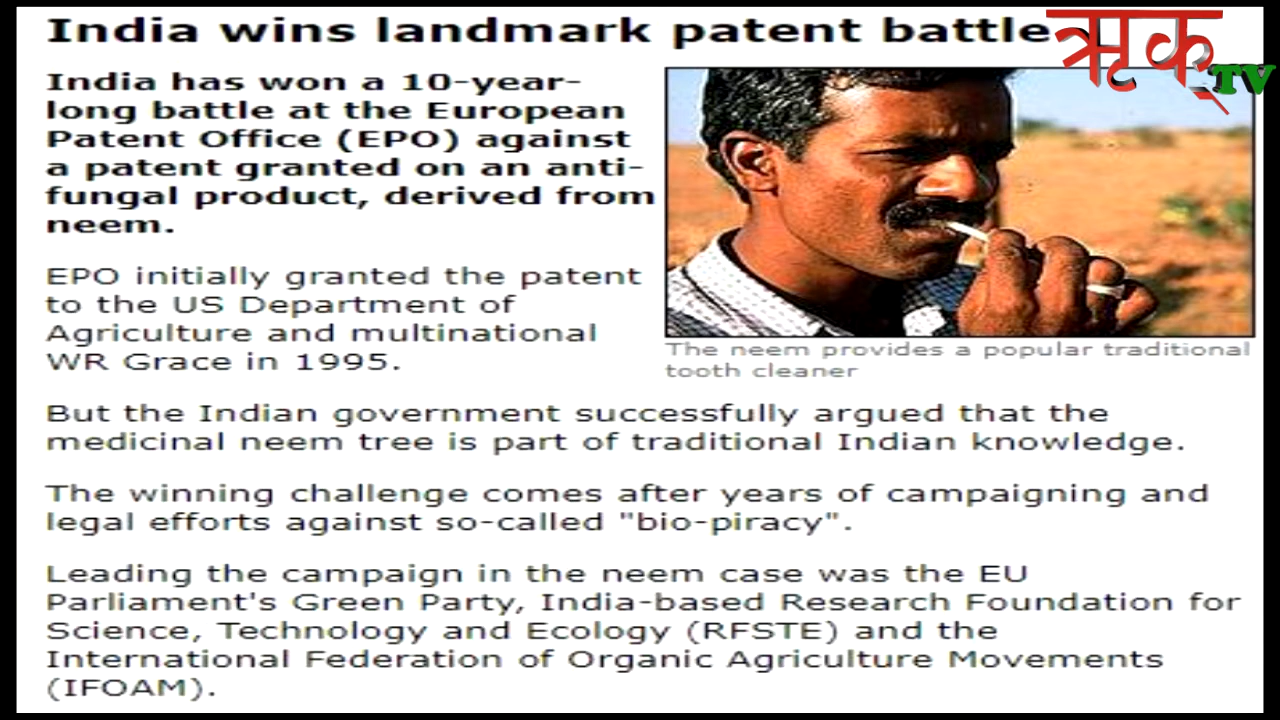 India wins landmark patent battle
ऋक्
TV
India has won a 10-year-
long battle at the European
Patent Office (EPO) against
a patent granted on an anti-
fungal product, derived from
neem.
EPO initially granted the patent
to the US Department of
Agriculture and multinational
WR Grace in 1995.
The neem provides a popular traditional
tooth cleaner
But the Indian government successfully argued that the
medicinal neem tree is part of traditional Indian knowledge.
The winning challenge comes after years of campaigning and
legal efforts against so-called "bio-piracy".
Leading the campaign in the neem case was the EU
Parliament's Green Party, India-based Research Foundation for
Science, Technology and Ecology (RFSTE) and the
International Federation of Organic Agriculture Movements
(IFOAM).